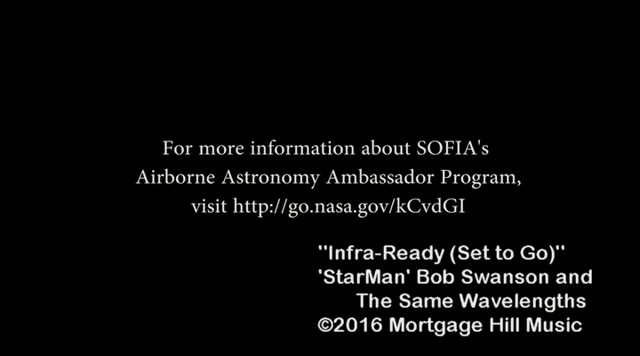 For more information about SOFIA's
Airborne Astronomy Ambassador Program,
visit http://go.nasa.gov/kCvdGI
"Infra-Ready (Set to Go)"
'StarMan' Bob Swanson and
The Same Wavelengths
©2016 Mortgage Hill Music